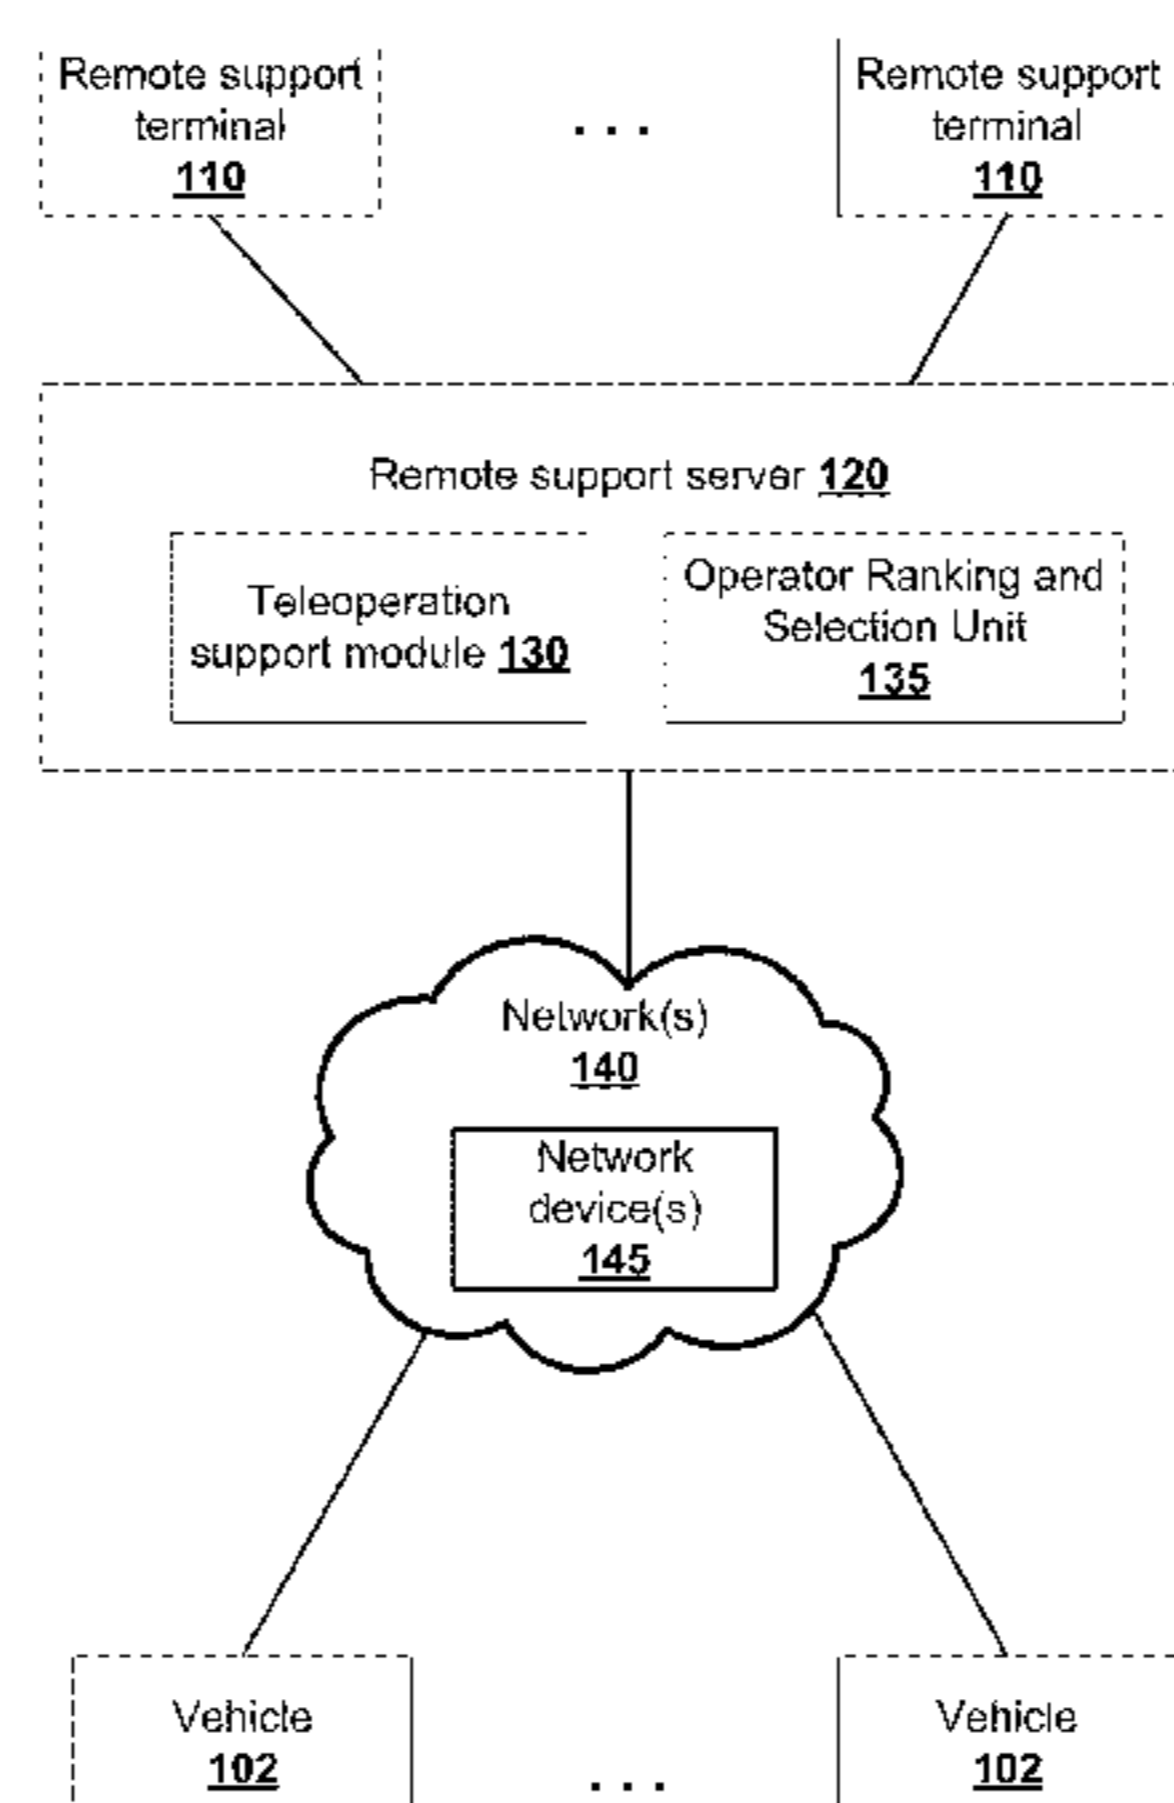 Remote support
terminal
110
. . .
Remote support
terminal
110
Remote support server 120
Teleoperation
support module 130
Operator Ranking and
Selection Unit
135
Network(s)
140
Network
device(s)
145
Vehicle
102
. . .
Vehicle
102